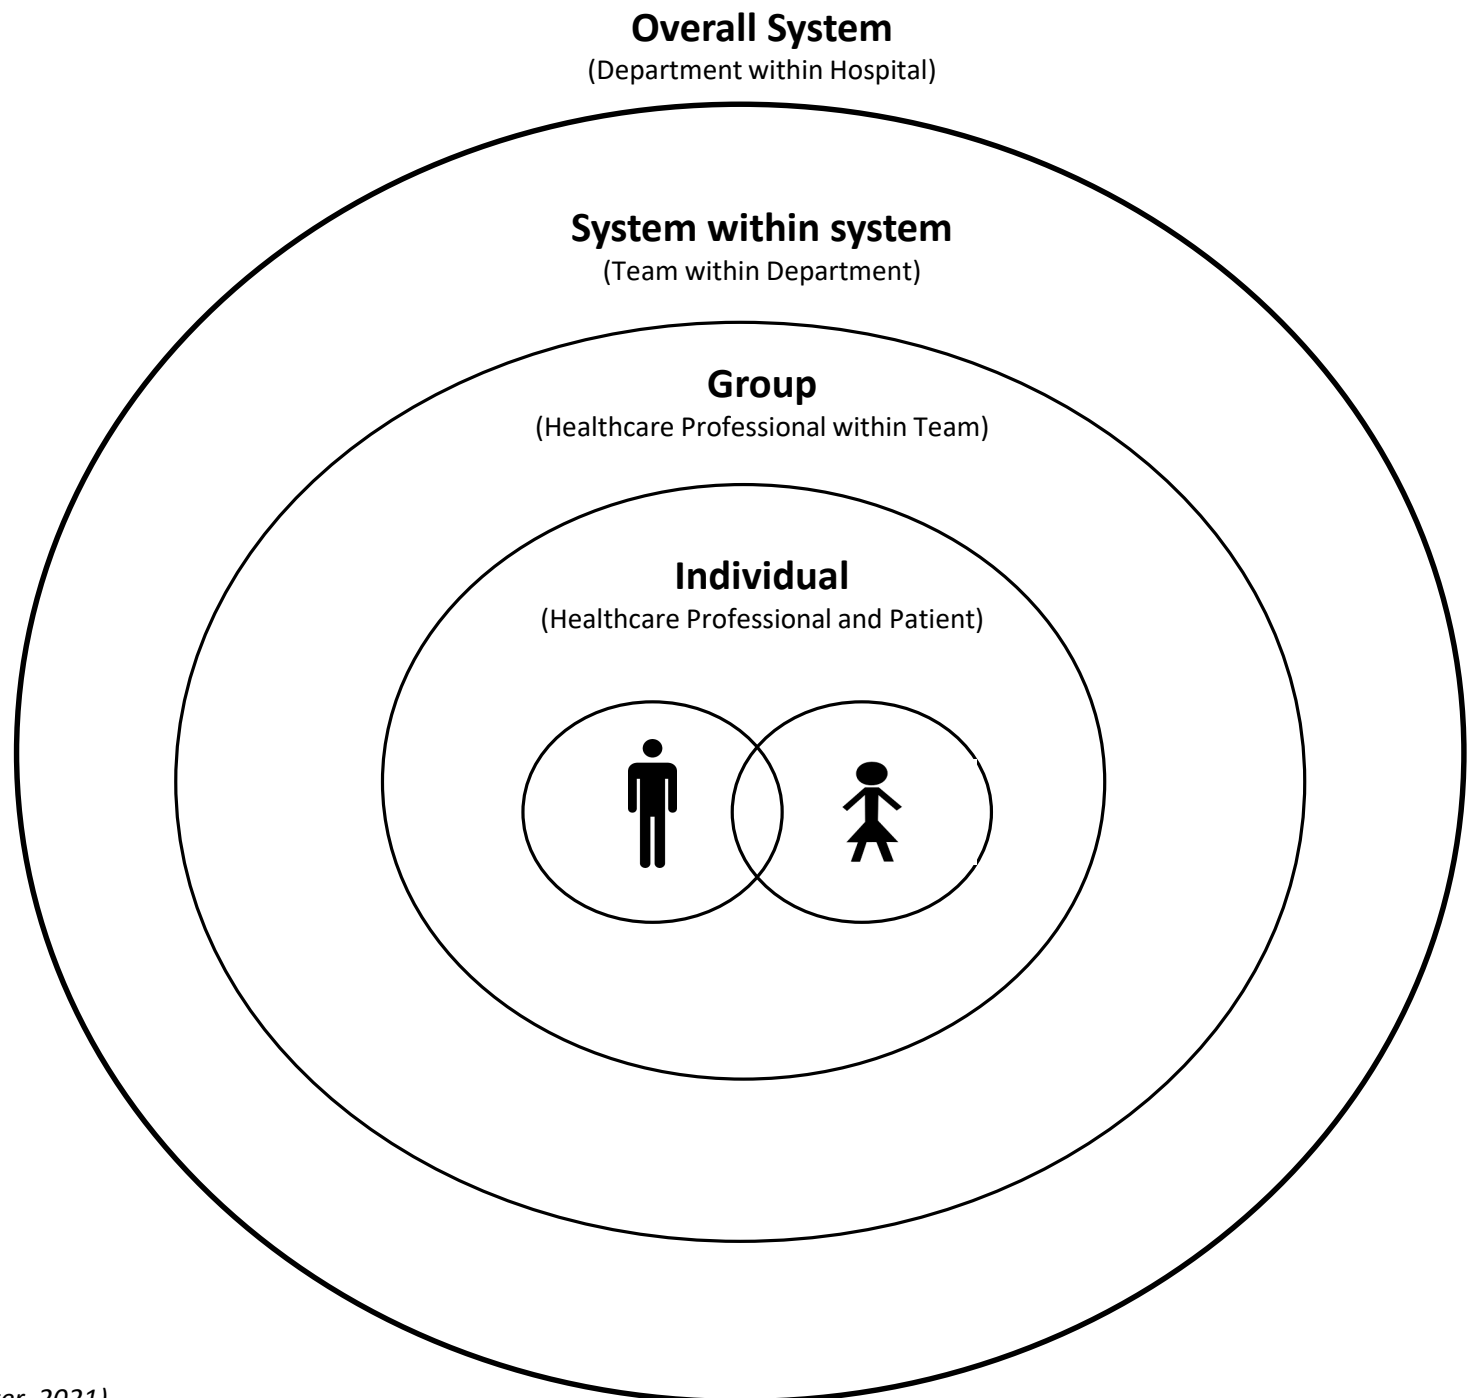 Overall System
(Department within Hospital)
System within system
(Team within Department)
Group
(Healthcare Professional within Team)
Individual
(Healthcare Professional and Patient)
2021)